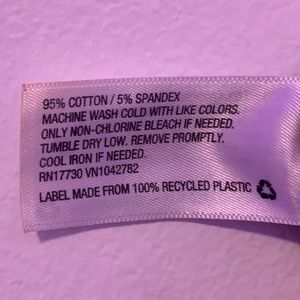 95% COTTON / 5% SPANDEX
MACHINE WASH COLD WITH LIKE COLORS.
ONLY NON-CHLORINE BLEACH IF NEEDED.
TUMBLE DRY LOW. REMOVE PROMPTLY.
COOL IRON IF NEEDED.
RN17730 VN1042782
LABEL MADE FROM 100% RECYCLED PLASTIC